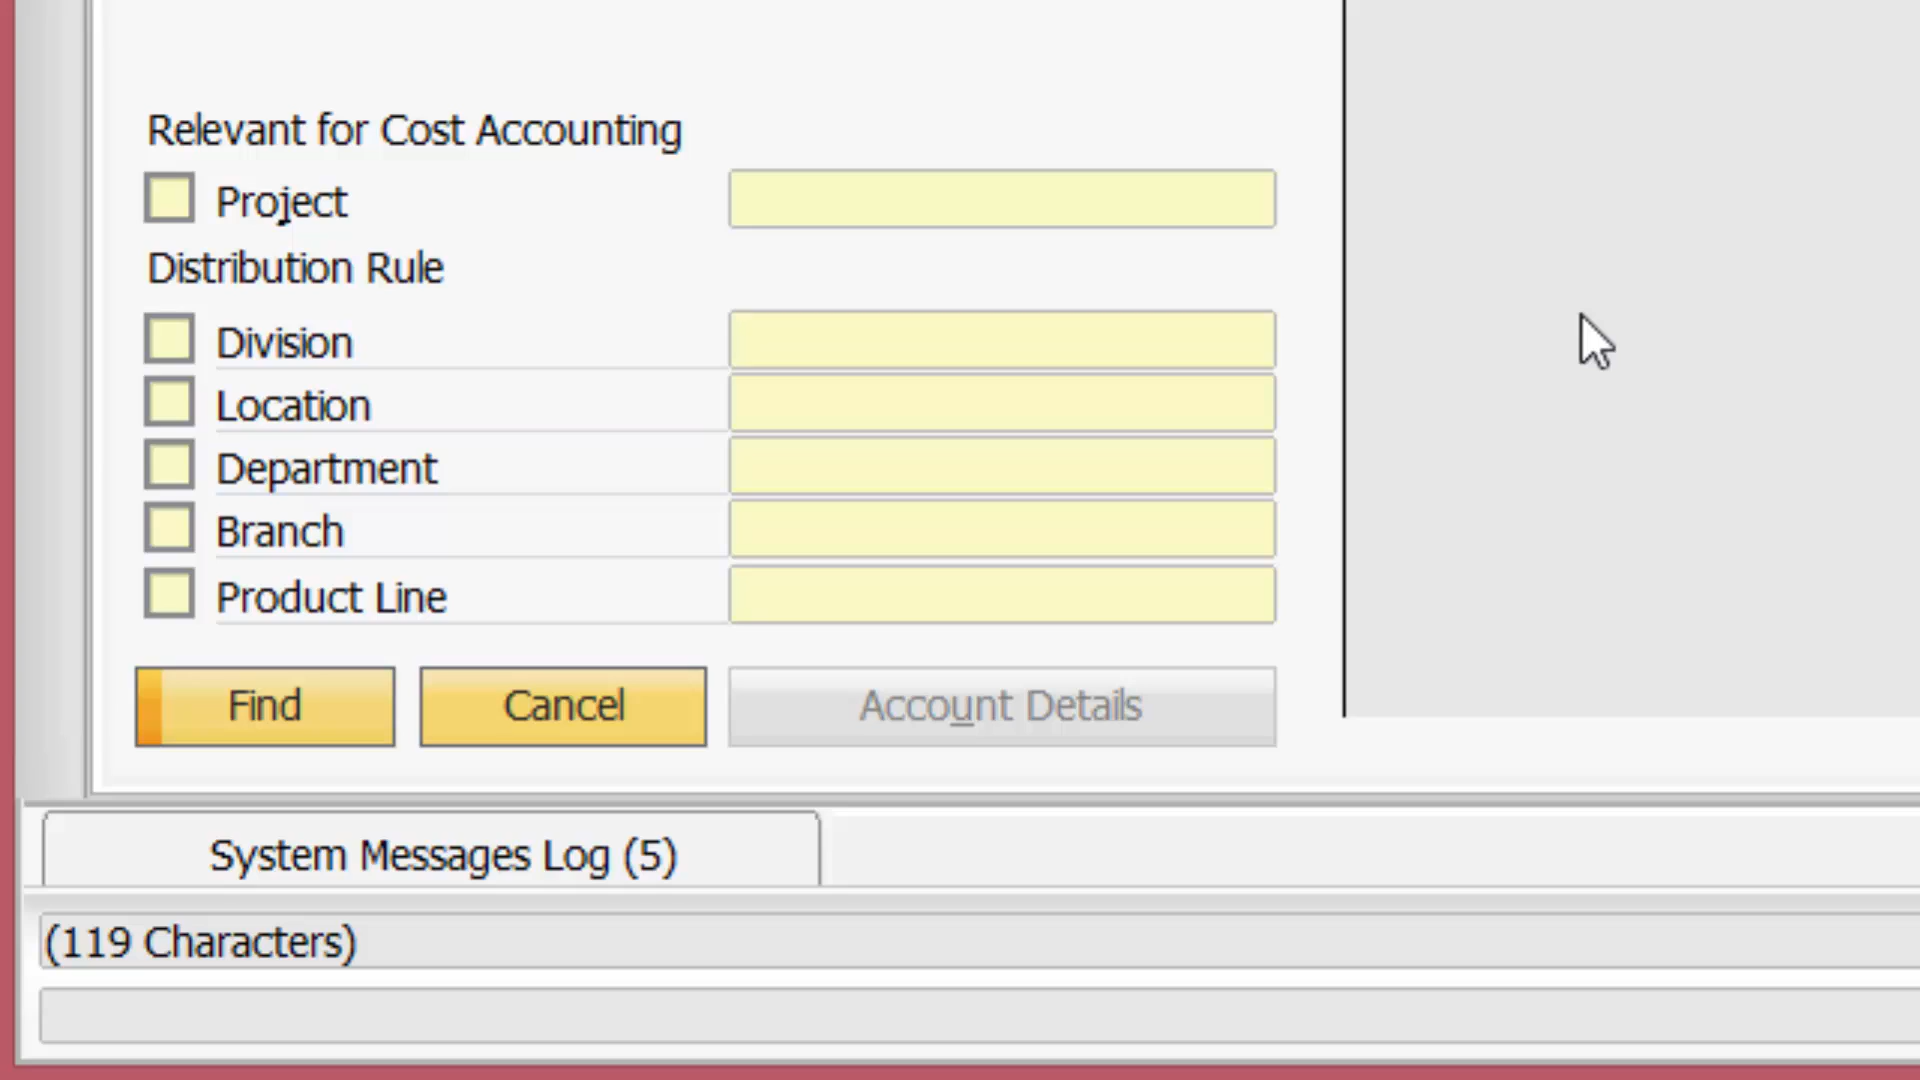 Relevant for Cost Accounting
Project
Distribution Rule
Division
Location
Department
Branch
Product Line
Find Cancel Account Details
System Messages Log (5)
(119 Characters)